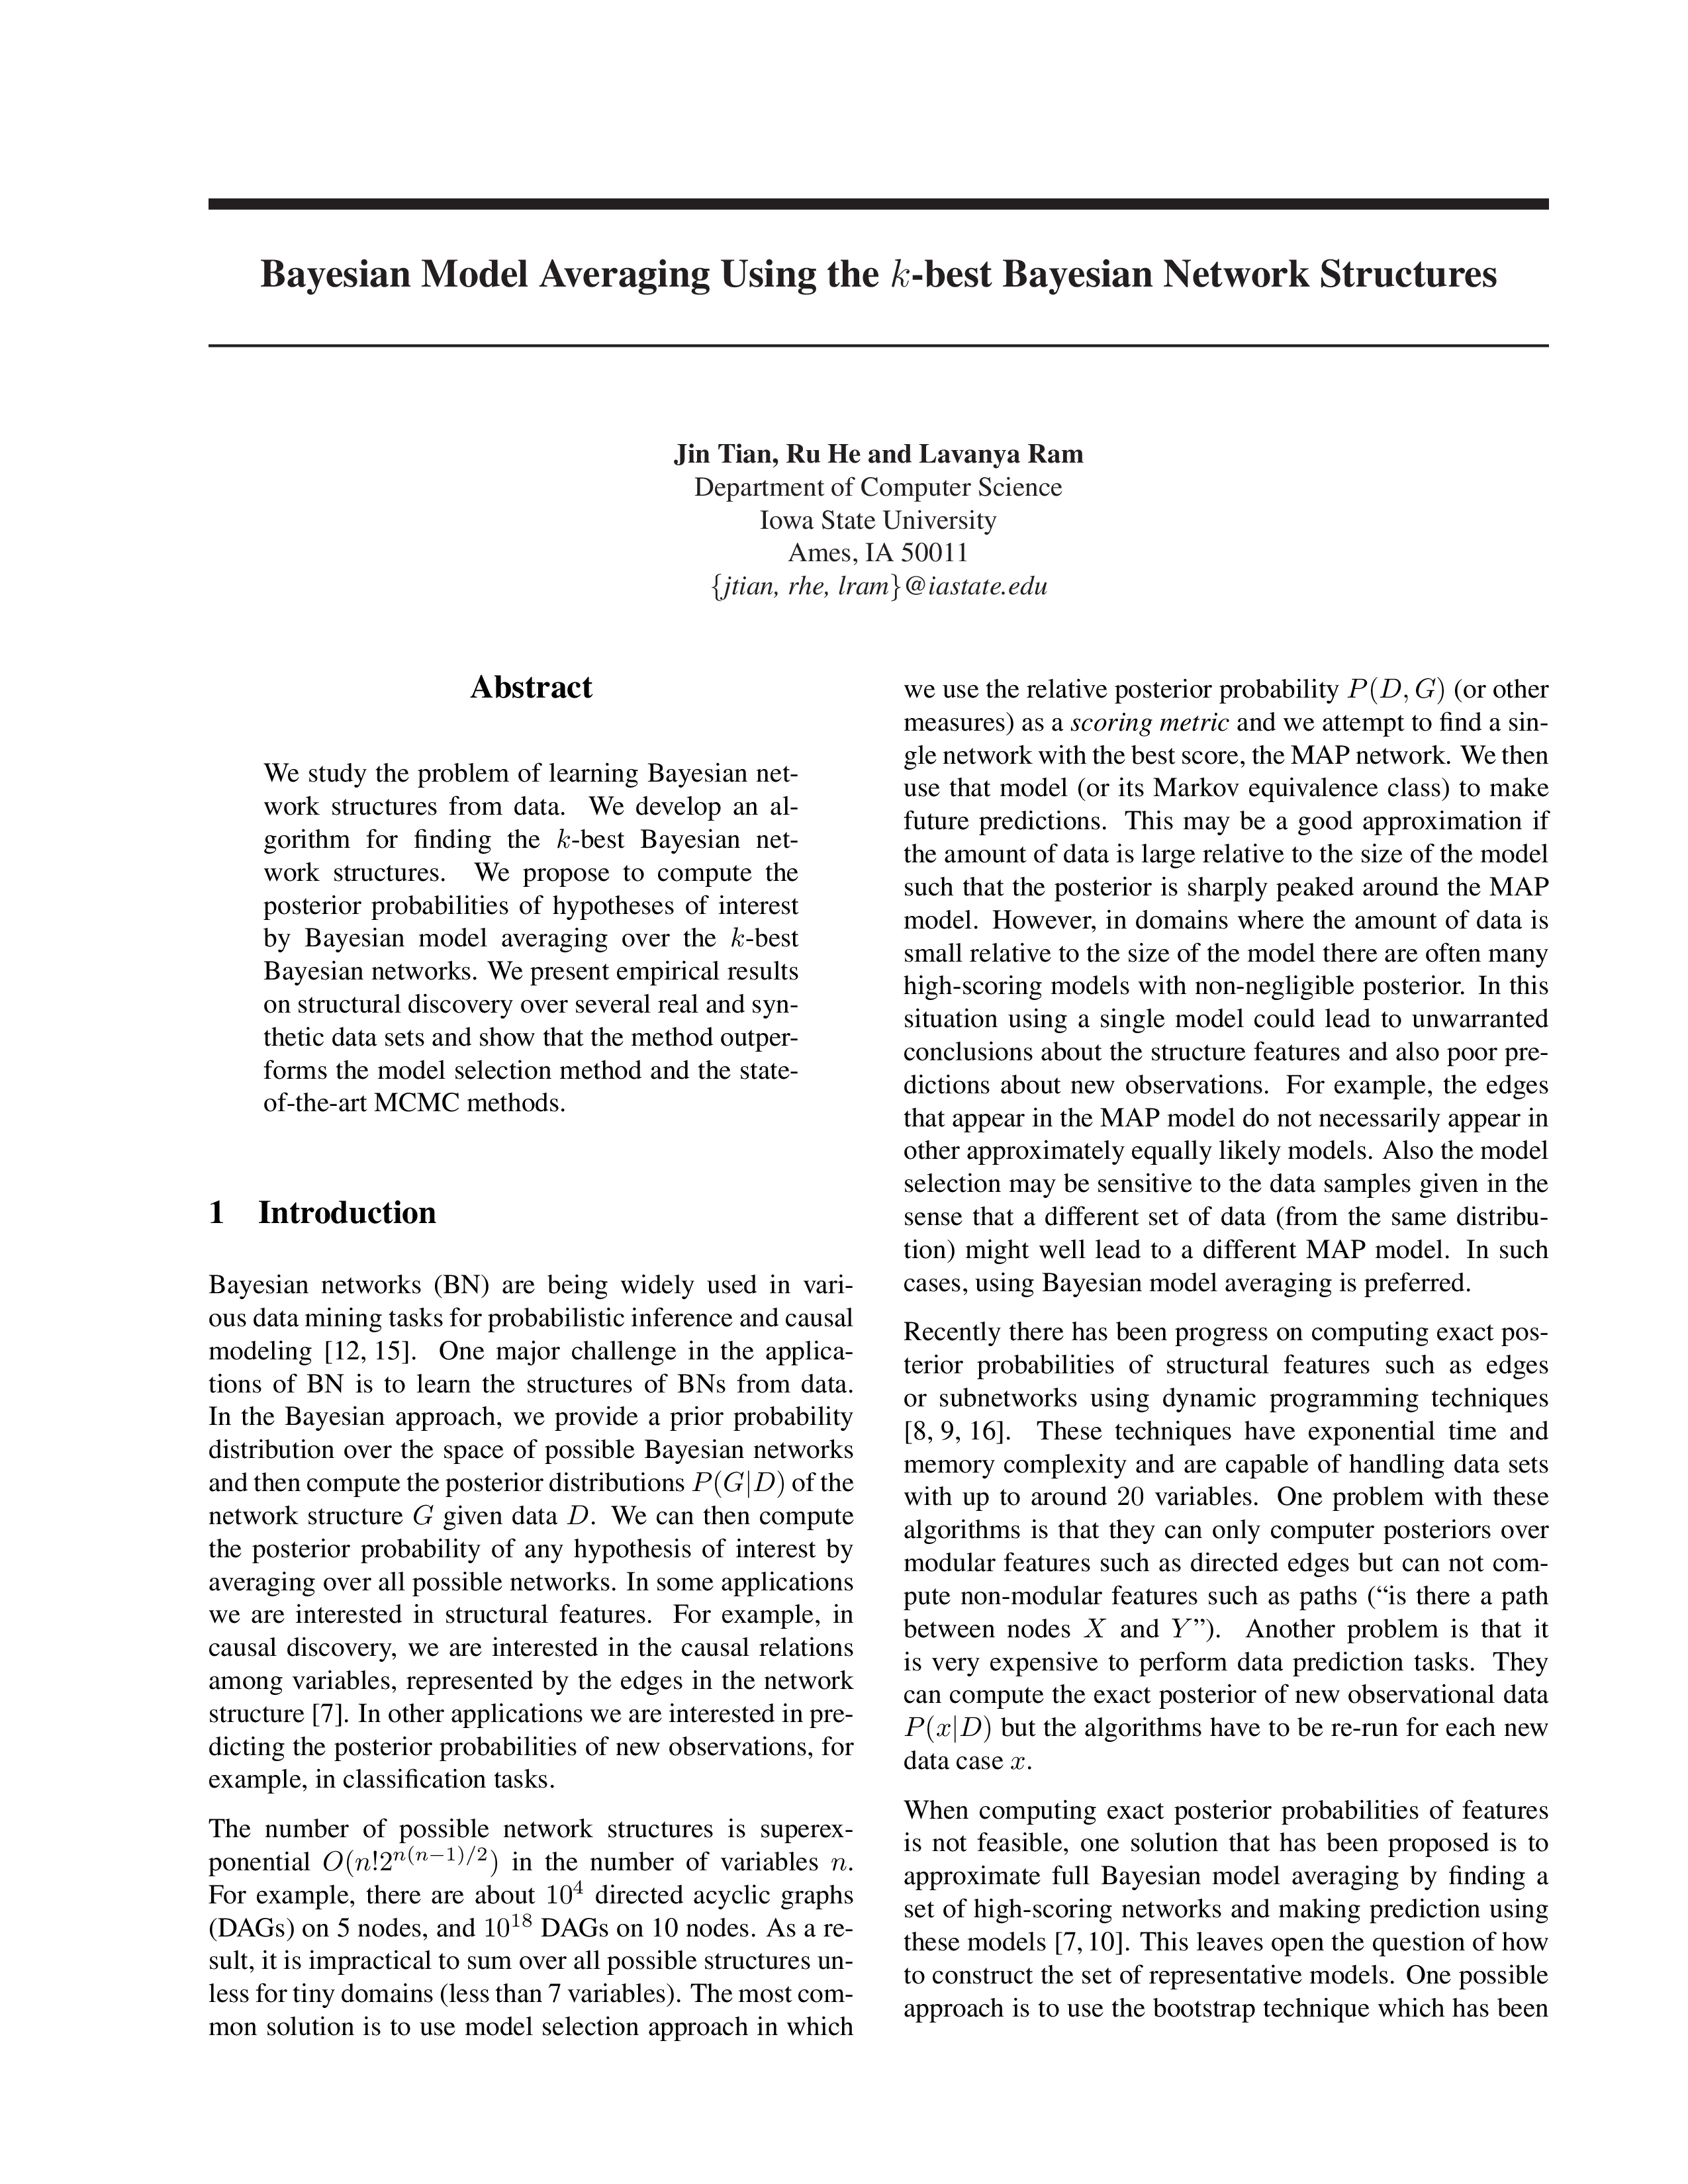 Bayesian Model Averaging Using the k-best Bayesian Network Structures
Jin Tian, Ru He and Lavanya Ram
Department of Computer Science
Iowa State University
Ames, IA 50011
{jtian, rhe, lram}@iastate.edu
Abstract
We study the problem of learning Bayesian net-
work structures from data. We develop an al-
gorithm for finding the k-best Bayesian net-
work structures. We propose to compute the
posterior probabilities of hypotheses of interest
by Bayesian model averaging over the k-best
Bayesian networks. We present empirical results
on structural discovery over several real and syn-
thetic data sets and show that the method outper-
forms the model selection method and the state-
of-the-art MCMC methods.
1 Introduction
Bayesian networks (BN) are being widely used in vari-
ous data mining tasks for probabilistic inference and causal
modeling [12, 15]. One major challenge in the applica-
tions of BN is to learn the structures of BNs from data.
In the Bayesian approach, we provide a prior probability
distribution over the space of possible Bayesian networks
and then compute the posterior distributions P(G|D) of the
network structure G given data D. We can then compute
the posterior probability of any hypothesis of interest by
averaging over all possible networks. In some applications
we are interested in structural features. For example, in
causal discovery, we are interested in the causal relations
among variables, represented by the edges in the network
structure [7]. In other applications we are interested in pre-
dicting the posterior probabilities of new observations, for
example, in classification tasks.
The number of possible network structures is superex-
ponential O(n!2^{n(n−1)/2}) in the number of variables n.
For example, there are about 10^4 directed acyclic graphs
(DAGs) on 5 nodes, and 10^{18} DAGs on 10 nodes. As a re-
sult, it is impractical to sum over all possible structures un-
less for tiny domains (less than 7 variables). The most com-
mon solution is to use model selection approach in which
we use the relative posterior probability P(D, G) (or other
measures) as a scoring metric and we attempt to find a sin-
gle network with the best score, the MAP network. We then
use that model (or its Markov equivalence class) to make
future predictions. This may be a good approximation if
the amount of data is large relative to the size of the model
such that the posterior is sharply peaked around the MAP
model. However, in domains where the amount of data is
small relative to the size of the model there are often many
high-scoring models with non-negligible posterior. In this
situation using a single model could lead to unwarranted
conclusions about the structure features and also poor pre-
dictions about new observations. For example, the edges
that appear in the MAP model do not necessarily appear in
other approximately equally likely models. Also the model
selection may be sensitive to the data samples given in the
sense that a different set of data (from the same distribu-
tion) might well lead to a different MAP model. In such
cases, using Bayesian model averaging is preferred.
Recently there has been progress on computing exact pos-
terior probabilities of structural features such as edges
or subnetworks using dynamic programming techniques
[8, 9, 16]. These techniques have exponential time and
memory complexity and are capable of handling data sets
with up to around 20 variables. One problem with these
algorithms is that they can only computer posteriors over
modular features such as directed edges but can not com-
pute non-modular features such as paths (“is there a path
between nodes X and Y”). Another problem is that it
is very expensive to perform data prediction tasks. They
can compute the exact posterior of new observational data
P(x|D) but the algorithms have to be re-run for each new
data case x.
When computing exact posterior probabilities of features
is not feasible, one solution that has been proposed is to
approximate full Bayesian model averaging by finding a
set of high-scoring networks and making prediction using
these models [7, 10]. This leaves open the question of how
to construct the set of representative models. One possible
approach is to use the bootstrap technique which has been